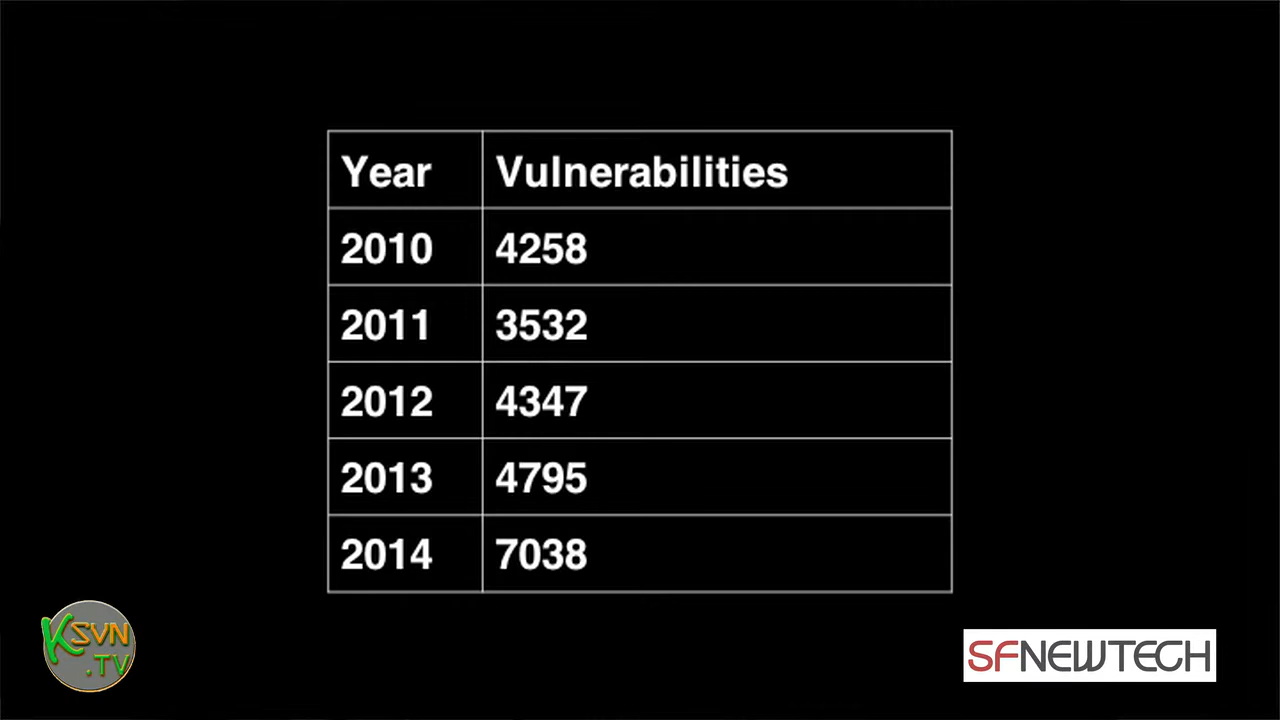 Year Vulnerabilities
2010 4258
2011 3532
2012 4347
2013 4795
2014 7038
KSVN
.TV
SFNEWTECH